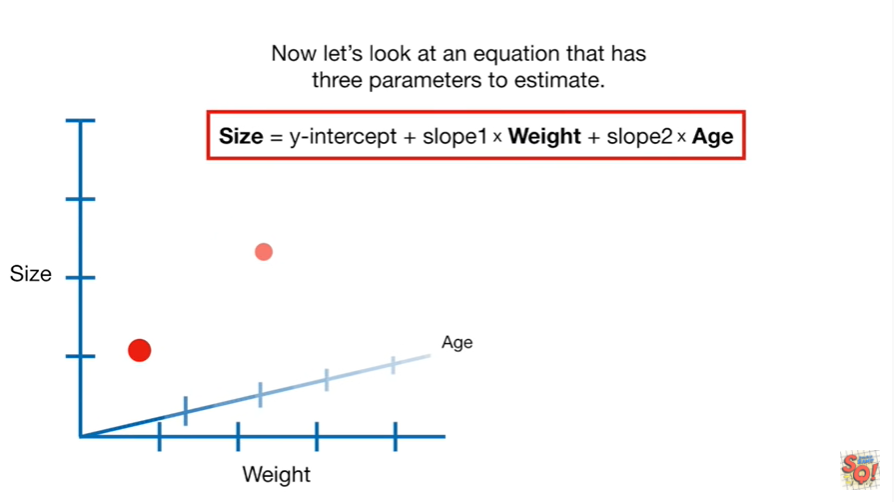 Now let's look at an equation that has
three parameters to estimate.
Size = y-intercept + slope1 x Weight + slope2 x Age
Size
Age
Weight
SO!